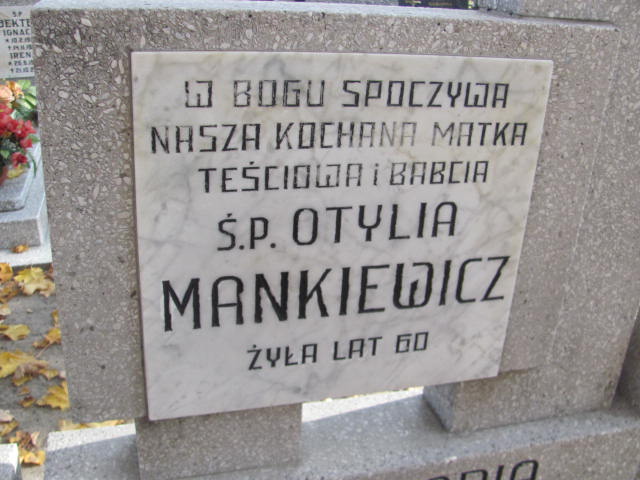 W BOGU SPOCZYWA
NASZA KOCHANA MATKA
TEŚCIOWA i BABCIA
Ś.P. OTYLIA
MANKIEWICZ
ŻYŁA LAT 60